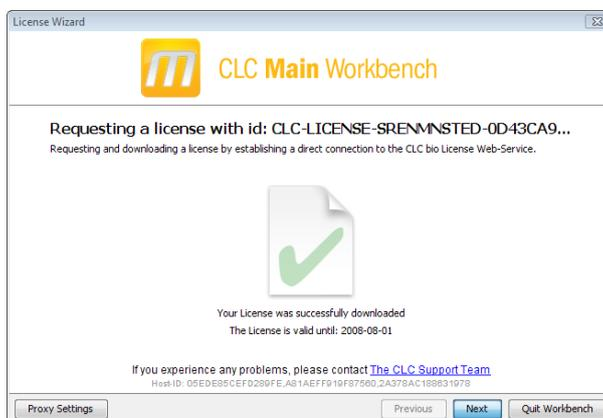 License Wizard
CLC Main Workbench
Requesting a license with id: CLC-LICENSE-SRENMNSTED-0D43CA9...
Requesting and downloading a license by establishing a direct connection to the CLC bio License Web-Service.
Your License was successfully downloaded
The License is valid until: 2008-08-01
If you experience any problems, please contact The CLC Support Team
Host-ID: 05EDE85CEFD289FE,A81AEFF919F87560,2A378AC188631978
Proxy Settings Previous Next Quit Workbench